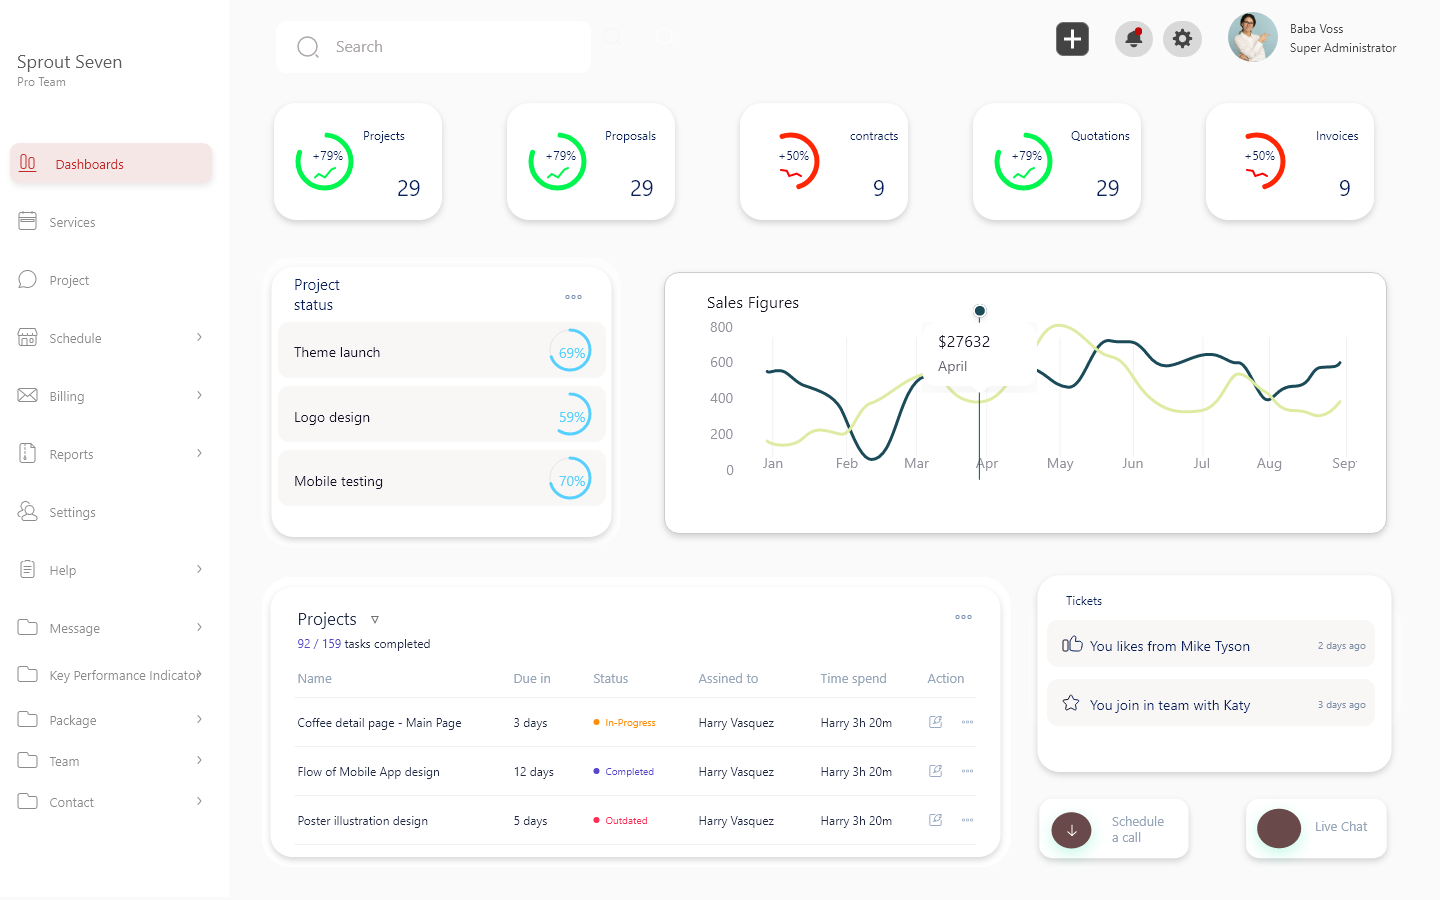 Sprout Seven
Pro Team
Dashboards
Services
Project
Schedule
Billing
Reports
Settings
Help
Message
Key Performance Indicator
Package
Team
Contact
Search
Baba Voss
Super Administrator
Projects
+79%
29
Proposals
+79%
29
contracts
+50%
9
Quotations
+79%
29
Invoices
+50%
9
Project
status
Theme launch 69%
Logo design 59%
Mobile testing 70%
Sales Figures
800
600
400
200
0
$27632
April
Jan Feb Mar Apr May Jun Jul Aug Sep
Projects
92 / 159 tasks completed
Name Due in Status Assined to Time spend Action
Coffee detail page - Main Page 3 days In-Progress Harry Vasquez Harry 3h 20m
Flow of Mobile App design 12 days Completed Harry Vasquez Harry 3h 20m
Poster illustration design 5 days Outdated Harry Vasquez Harry 3h 20m
Tickets
You likes from Mike Tyson 2 days ago
You join in team with Katy 3 days ago
Schedule
a call
Live Chat